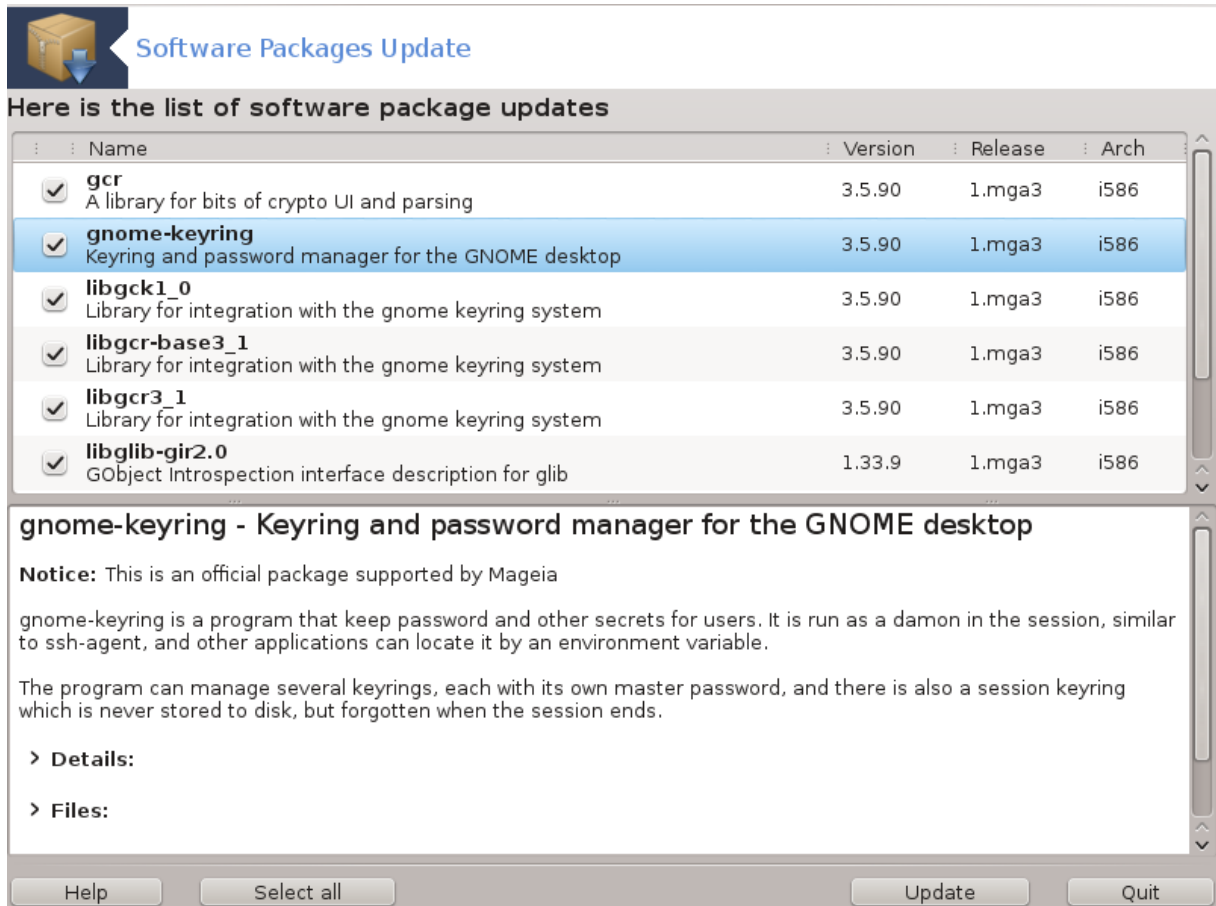 Software Packages Update
Here is the list of software package updates
Name Version Release Arch
gcr
A library for bits of crypto UI and parsing 3.5.90 1.mga3 i586
gnome-keyring
Keyring and password manager for the GNOME desktop 3.5.90 1.mga3 i586
libgck1_0
Library for integration with the gnome keyring system 3.5.90 1.mga3 i586
libgcr-base3_1
Library for integration with the gnome keyring system 3.5.90 1.mga3 i586
libgcr3_1
Library for integration with the gnome keyring system 3.5.90 1.mga3 i586
libglib-gir2.0
GObject Introspection interface description for glib 1.33.9 1.mga3 i586
gnome-keyring - Keyring and password manager for the GNOME desktop
Notice: This is an official package supported by Mageia
gnome-keyring is a program that keep password and other secrets for users. It is run as a damon in the session, similar
to ssh-agent, and other applications can locate it by an environment variable.
The program can manage several keyrings, each with its own master password, and there is also a session keyring
which is never stored to disk, but forgotten when the session ends.
Details:
Files:
Help Select all Update Quit